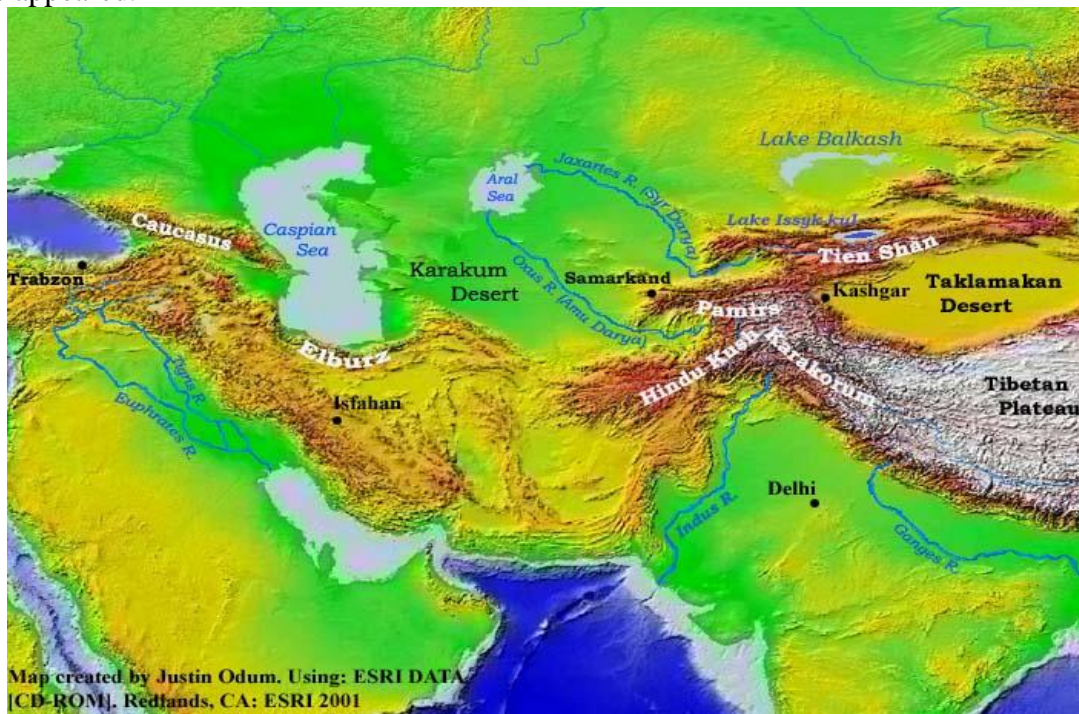 appeared.
Lake Balkash
Aral
Sea
Jaxartes R. (Syr Darya)
Lake Issyk kul
Caucasus
Caspian
Sea
Tien Shan
Trabzon
Karakum
Desert
Samarkand
Kashgar
Taklamakan
Desert
Oxus R. (Amu Darya)
Pamirs
Elburz
Hindu Kush
Karakorum
Tibetan
Plateau
Tigris R.
Euphrates R.
Isfahan
Delhi
Indus R.
Ganges R.
Map created by Justin Odum. Using: ESRI DATA
[CD-ROM]. Redlands, CA: ESRI 2001